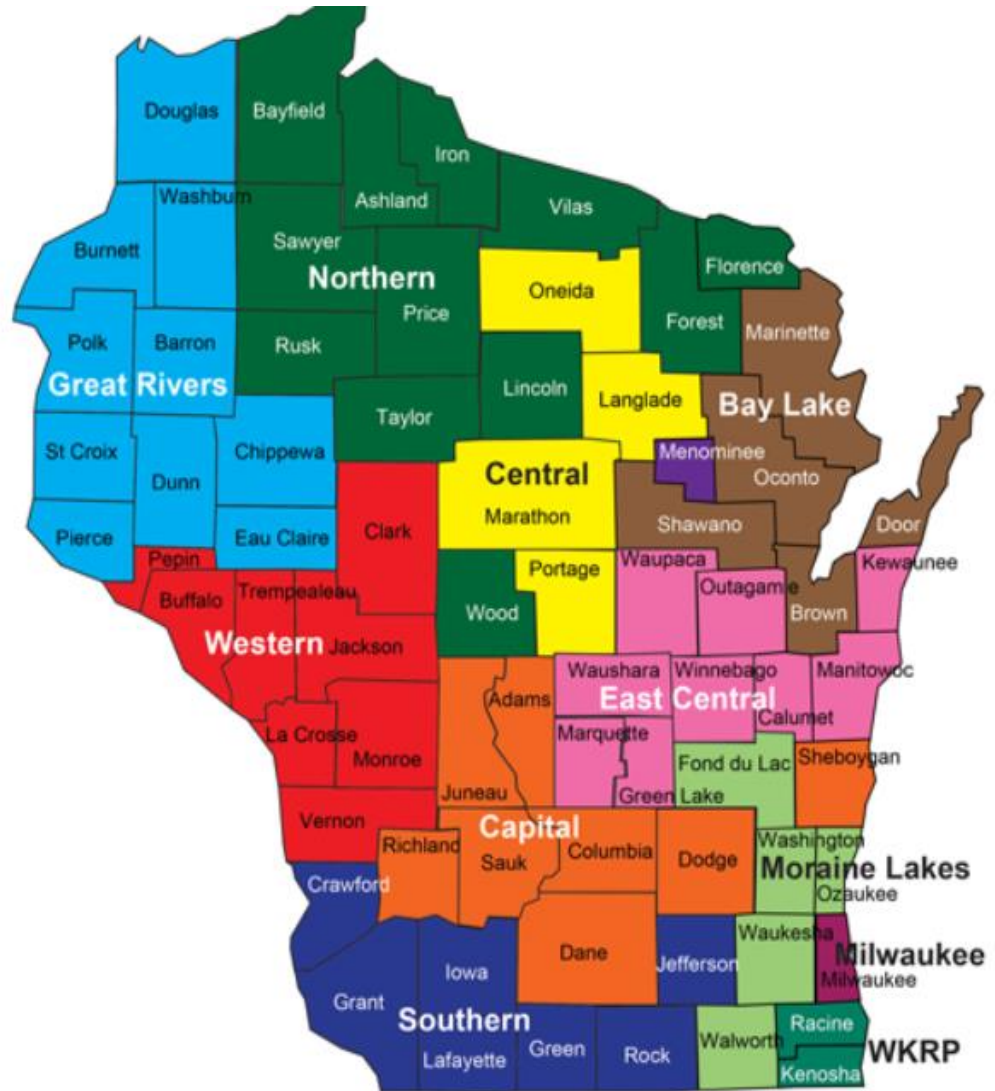 Douglas
Bayfield
Iron
Ashland
Vilas
Washburn
Burnett
Sawyer
Northern
Florence
Oneida
Price
Forest
Marinette
Polk
Barron
Rusk
Great Rivers
Lincoln
Langlade
Taylor
Bay Lake
St Croix
Chippewa
Menominee
Central
Oconto
Dunn
Marathon
Shawano
Door
Clark
Pierce
Eau Claire
Pepin
Waupaca
Kewaunee
Portage
Outagamie
Buffalo
Trempealeau
Wood
Brown
Western
Jackson
Waushara
Winnebago
Manitowoc
East Central
Adams
Calumet
La Crosse
Marquette
Monroe
Fond du Lac
Sheboygan
Juneau
Green Lake
Vernon
Capital
Richland
Columbia
Washington
Sauk
Dodge
Moraine Lakes
Crawford
Ozaukee
Waukesha
Dane
Milwaukee
Iowa
Jefferson
Milwaukee
Grant
Southern
Racine
Walworth
Green
WKRP
Lafayette
Rock
Kenosha